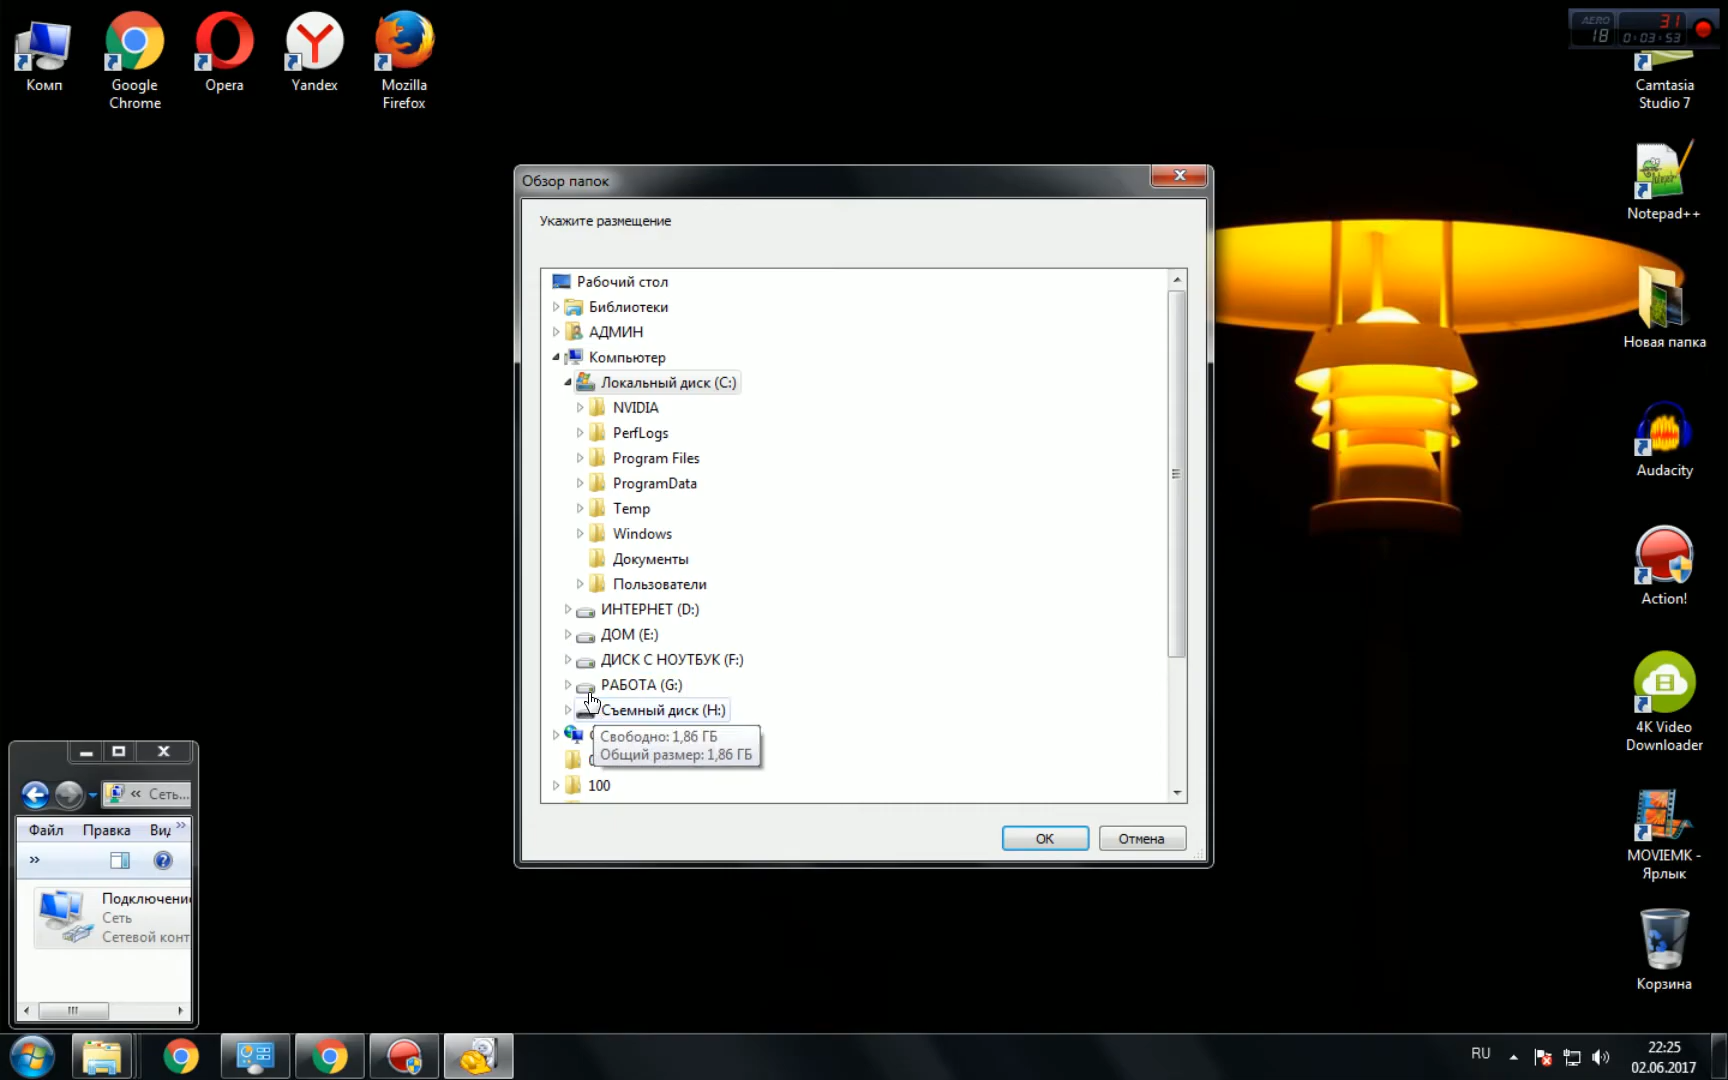 Комп
Google
Chrome
Opera
Yandex
Mozilla
Firefox
AERO
18
31
0:03:53
Camtasia
Studio 7
Notepad++
Новая папка
Audacity
Action!
4K Video
Downloader
MOVIEMK -
Ярлык
Корзина
Обзор папок
Укажите размещение
Рабочий стол
Библиотеки
АДМИН
Компьютер
Локальный диск (C:)
NVIDIA
PerfLogs
Program Files
ProgramData
Temp
Windows
Документы
Пользователи
ИНТЕРНЕТ (D:)
ДОМ (E:)
ДИСК С НОУТБУК (F:)
РАБОТА (G:)
Съемный диск (H:)
Свободно: 1,86 ГБ
Общий размер: 1,86 ГБ
100
OK
Отмена
« Сеть...
Файл Правка Ви
Подключени
Сеть
Сетевой конт
RU
22:25
02.06.2017